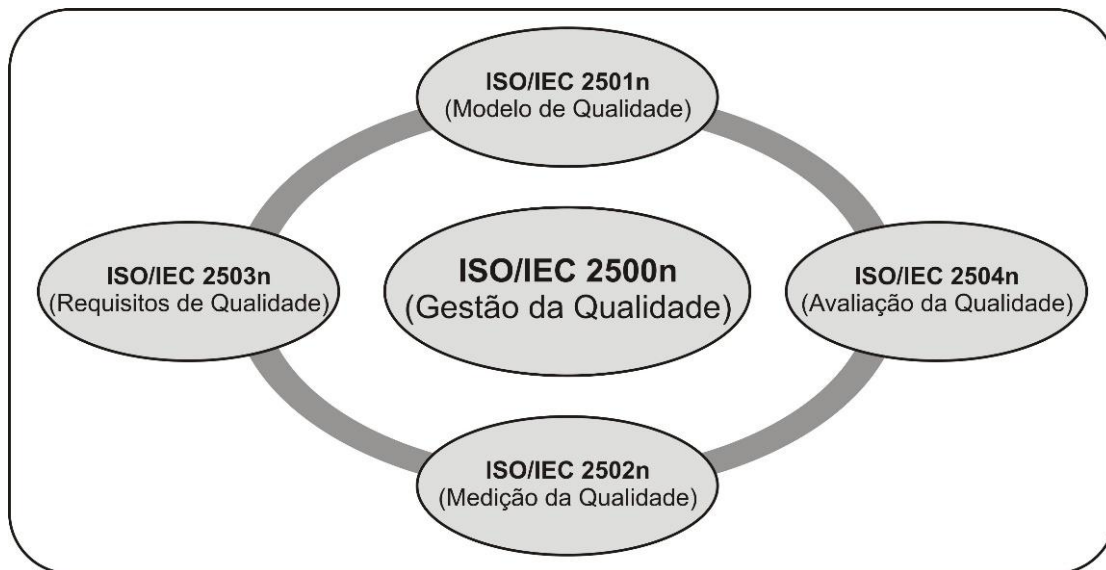 ISO/IEC 2501n
(Modelo de Qualidade)
ISO/IEC 2503n
(Requisitos de Qualidade)
ISO/IEC 2500n
(Gestão da Qualidade)
ISO/IEC 2504n
(Avaliação da Qualidade)
ISO/IEC 2502n
(Medição da Qualidade)